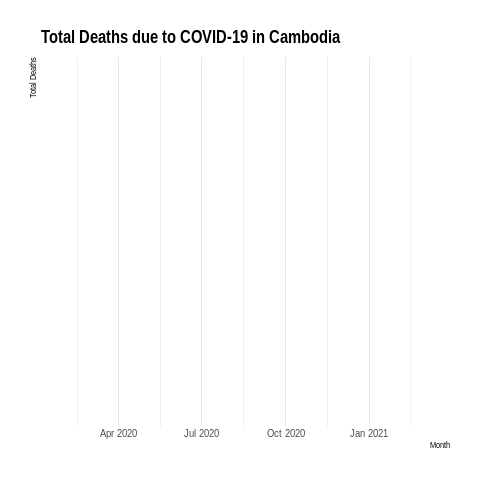 Total Deaths due to COVID-19 in Cambodia
Total Deaths
Apr 2020
Jul 2020
Oct 2020
Jan 2021
Month